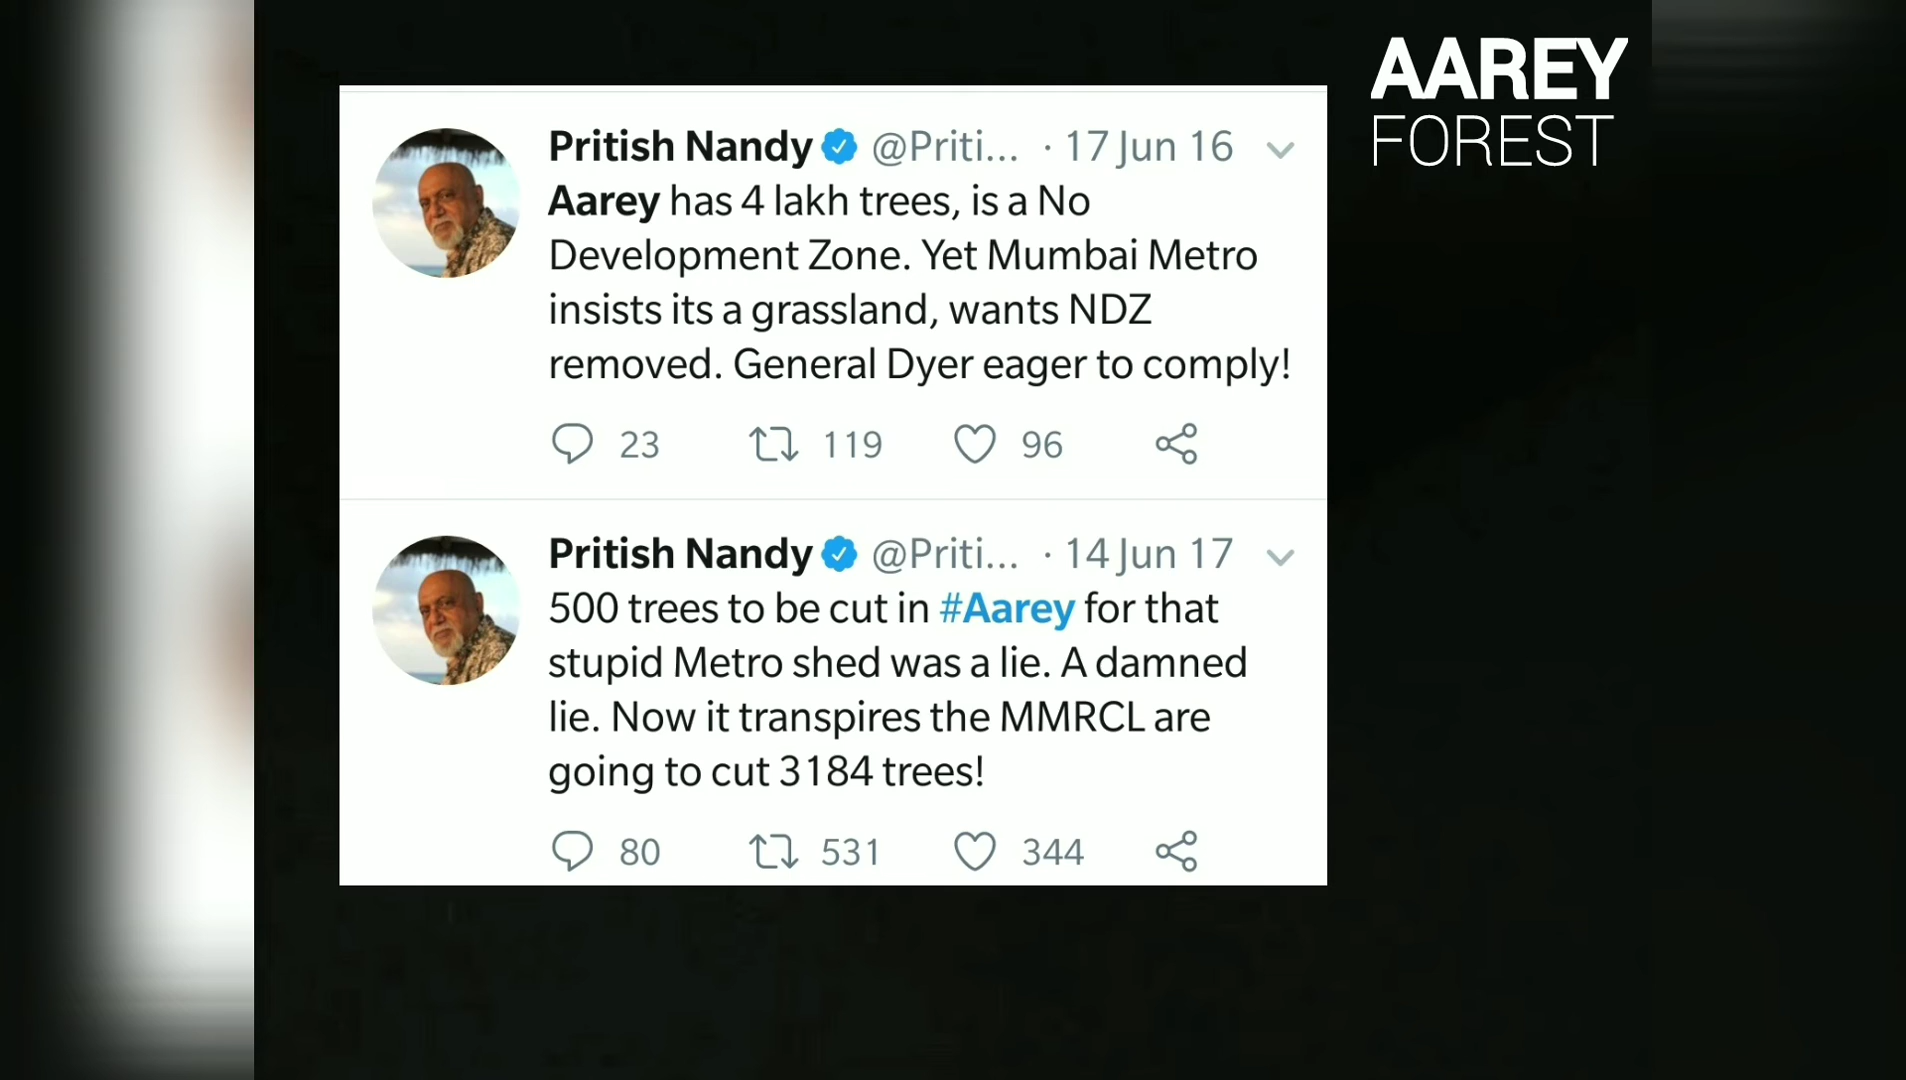 AAREY
FOREST
Pritish Nandy @Priti... · 17 Jun 16
Aarey has 4 lakh trees, is a No
Development Zone. Yet Mumbai Metro
insists its a grassland, wants NDZ
removed. General Dyer eager to comply!
23 119 96
Pritish Nandy @Priti... · 14 Jun 17
500 trees to be cut in #Aarey for that
stupid Metro shed was a lie. A damned
lie. Now it transpires the MMRCL are
going to cut 3184 trees!
80 531 344